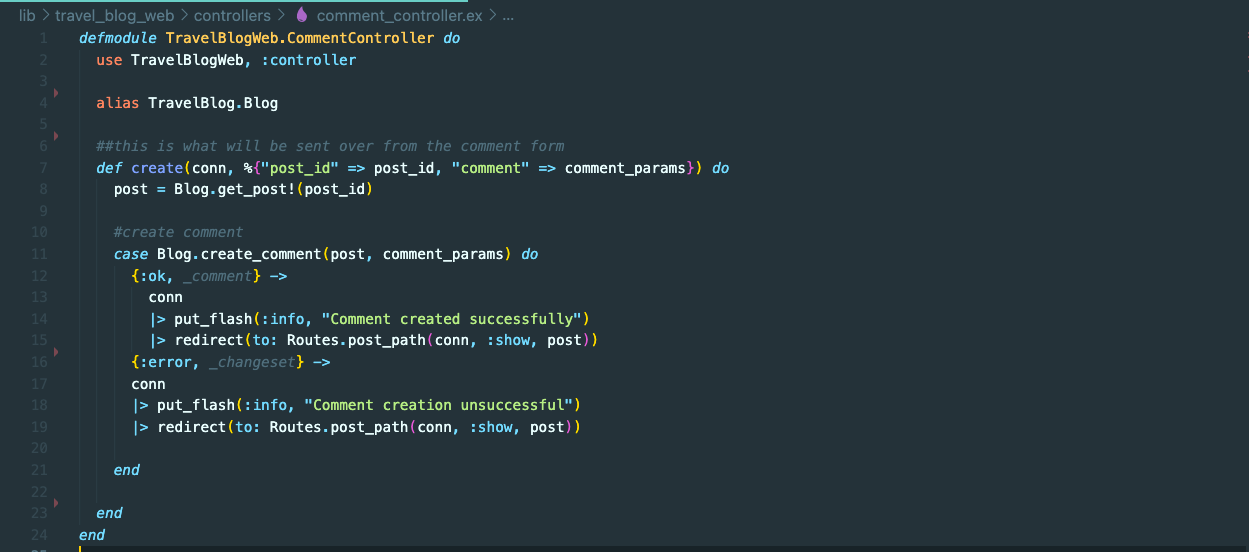 lib > travel_blog_web > controllers > comment_controller.ex > ...
1 defmodule TravelBlogWeb.CommentController do
2 use TravelBlogWeb, :controller
3
4 alias TravelBlog.Blog
5
6 ##this is what will be sent over from the comment form
7 def create(conn, %{"post_id" => post_id, "comment" => comment_params}) do
8 post = Blog.get_post!(post_id)
9
10 #create comment
11 case Blog.create_comment(post, comment_params) do
12 {:ok, _comment} ->
13 conn
14 |> put_flash(:info, "Comment created successfully")
15 |> redirect(to: Routes.post_path(conn, :show, post))
16 {:error, _changeset} ->
17 conn
18 |> put_flash(:info, "Comment creation unsuccessful")
19 |> redirect(to: Routes.post_path(conn, :show, post))
20
21 end
22
23 end
24 end